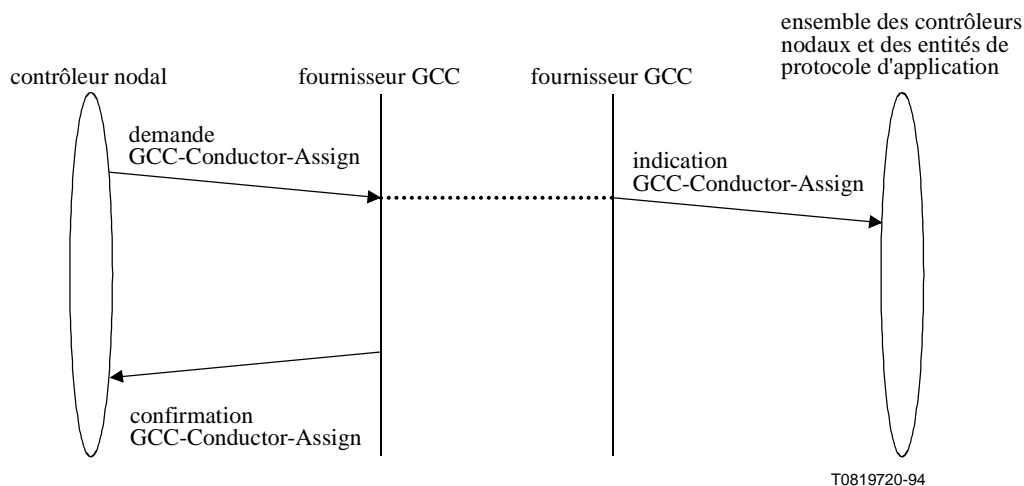 ensemble des contrôleurs
nodaux et des entités de
protocole d'application
contrôleur nodal
fournisseur GCC
fournisseur GCC
demande
GCC-Conductor-Assign
indication
GCC-Conductor-Assign
confirmation
GCC-Conductor-Assign
T0819720-94